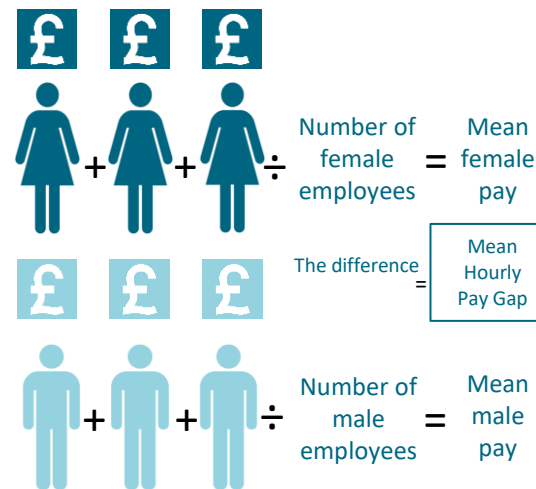 £ £ £
+ + ÷ Number of female employees = Mean female pay
The difference = Mean Hourly Pay Gap
£ £ £
+ + ÷ Number of male employees = Mean male pay